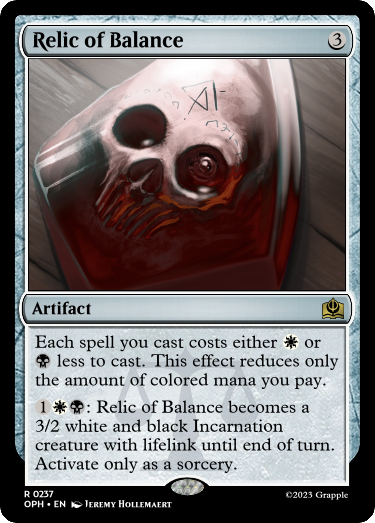 Relic of Balance 3
Artifact
Each spell you cast costs either or
less to cast. This effect reduces only
the amount of colored mana you pay.
1 : Relic of Balance becomes a
3/2 white and black Incarnation
creature with lifelink until end of turn.
Activate only as a sorcery.
R 0237
OPH • EN Jeremy Hollemaert
©2023 Grapple